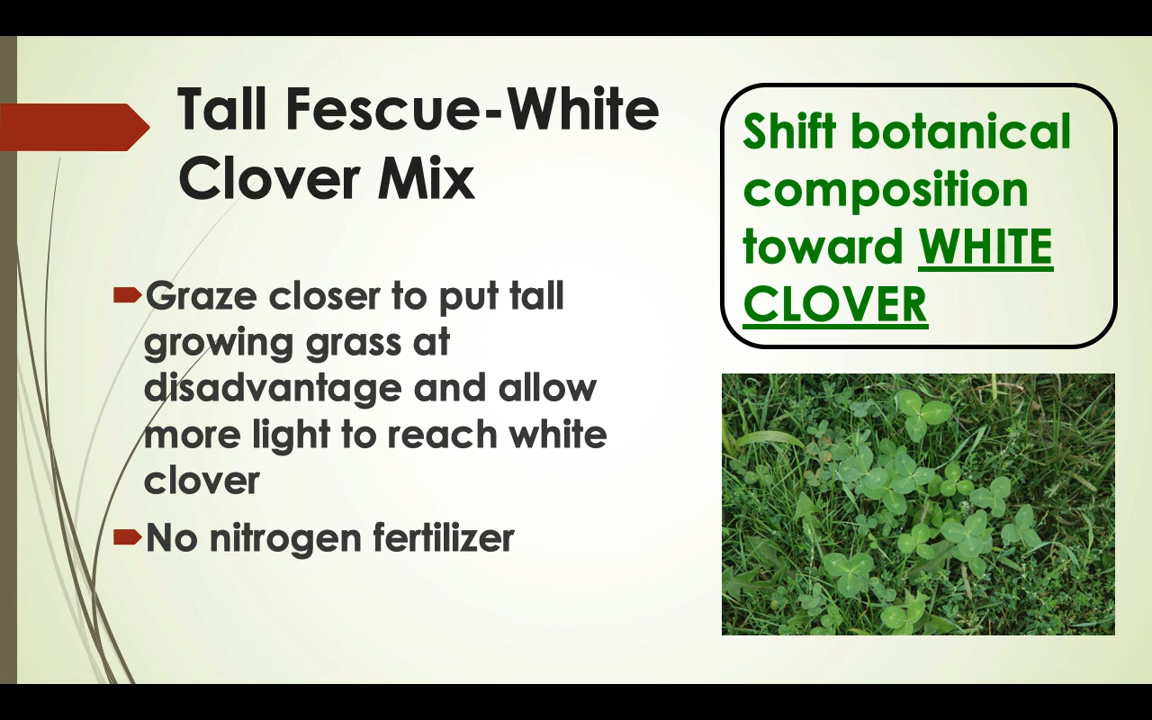 Tall Fescue-White
Clover Mix
Graze closer to put tall
growing grass at
disadvantage and allow
more light to reach white
clover
No nitrogen fertilizer
Shift botanical
composition
toward WHITE
CLOVER